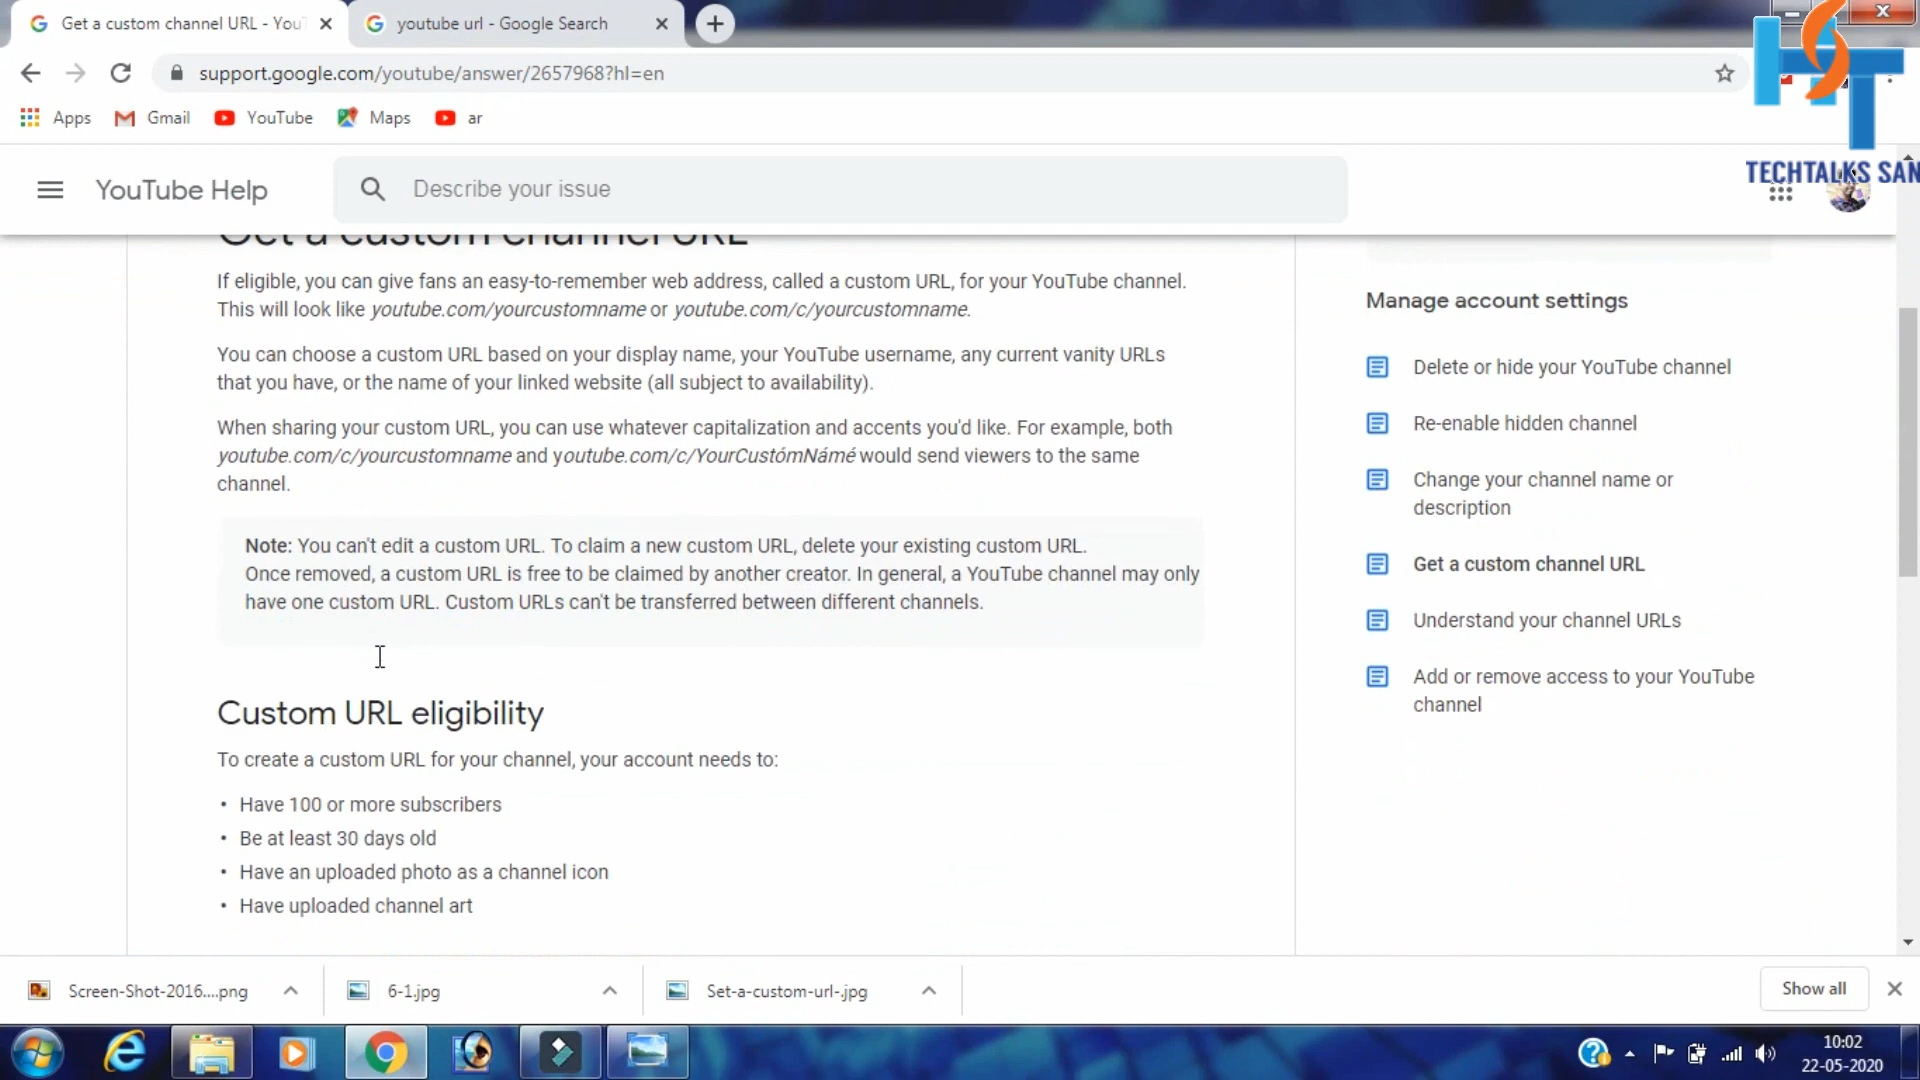 Get a custom channel URL - You
youtube url - Google Search
support.google.com/youtube/answer/2657968?hl=en
Apps
Gmail
YouTube
Maps
ar
TECHTALKS SAN
YouTube Help
Describe your issue
Get a custom channel URL
If eligible, you can give fans an easy-to-remember web address, called a custom URL, for your YouTube channel.
This will look like youtube.com/yourcustomname or youtube.com/c/yourcustomname.
You can choose a custom URL based on your display name, your YouTube username, any current vanity URLs
that you have, or the name of your linked website (all subject to availability).
When sharing your custom URL, you can use whatever capitalization and accents you'd like. For example, both
youtube.com/c/yourcustomname and youtube.com/c/YourCustómNámé would send viewers to the same
channel.
Note: You can't edit a custom URL. To claim a new custom URL, delete your existing custom URL.
Once removed, a custom URL is free to be claimed by another creator. In general, a YouTube channel may only
have one custom URL. Custom URLs can't be transferred between different channels.
Custom URL eligibility
To create a custom URL for your channel, your account needs to:
• Have 100 or more subscribers
• Be at least 30 days old
• Have an uploaded photo as a channel icon
• Have uploaded channel art
Manage account settings
Delete or hide your YouTube channel
Re-enable hidden channel
Change your channel name or
description
Get a custom channel URL
Understand your channel URLs
Add or remove access to your YouTube
channel
Screen-Shot-2016....png
6-1.jpg
Set-a-custom-url-.jpg
Show all
10:02
22-05-2020